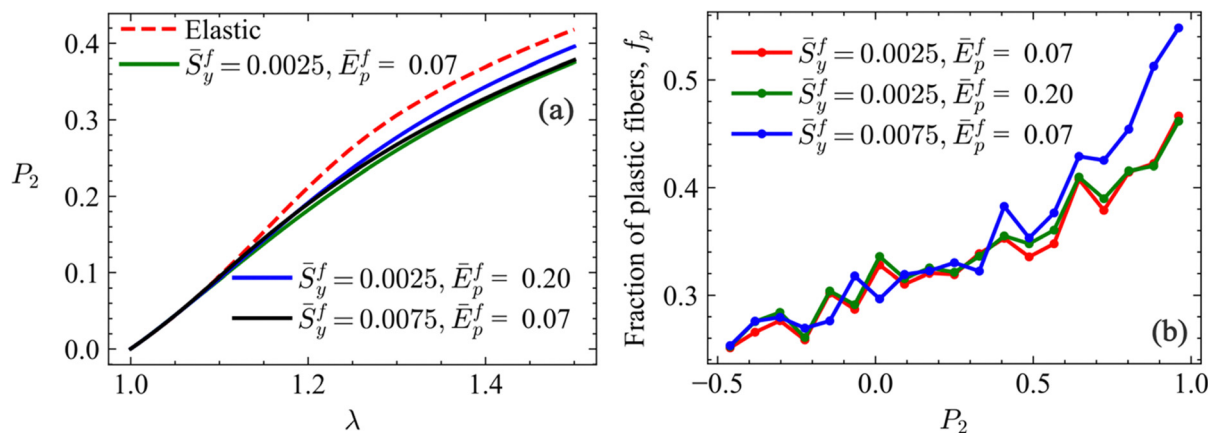 Elastic
S̄_y^f = 0.0025, Ē_p^f = 0.07
(a)
S̄_y^f = 0.0025, Ē_p^f = 0.20
S̄_y^f = 0.0075, Ē_p^f = 0.07
P₂
0.4
0.3
0.2
0.1
0.0
1.0 1.2 1.4
λ
S̄_y^f = 0.0025, Ē_p^f = 0.07
S̄_y^f = 0.0025, Ē_p^f = 0.20
S̄_y^f = 0.0075, Ē_p^f = 0.07
(b)
Fraction of plastic fibers, f_p
0.5
0.4
0.3
−0.5 0.0 0.5 1.0
P₂